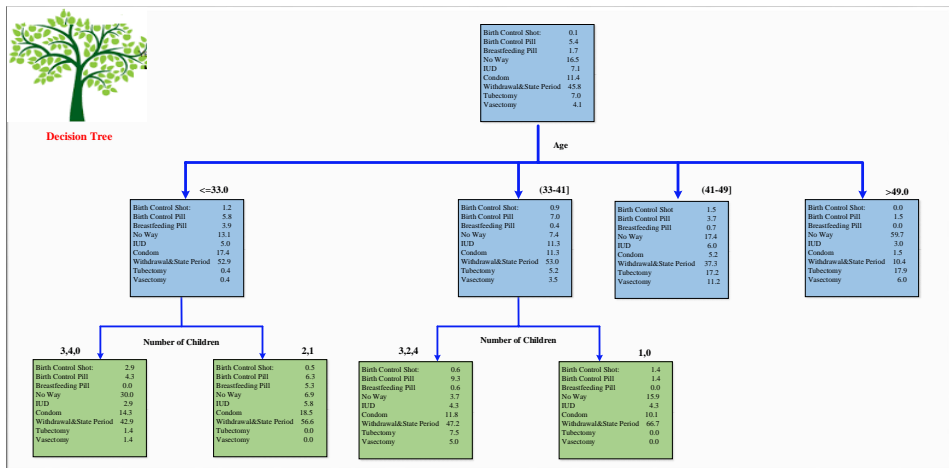 Birth Control Shot: 0.1
Birth Control Pill 5.4
Breastfeeding Pill 1.7
No Way 16.5
IUD 7.1
Condom 11.4
Withdrawal&State Period 45.8
Tubectomy 7.0
Vasectomy 4.1
Decision Tree
Age
<=33.0
(33-41]
(41-49]
>49.0
Birth Control Shot: 1.2
Birth Control Pill 5.8
Breastfeeding Pill 3.9
No Way 13.1
IUD 5.0
Condom 17.4
Withdrawal&State Period 52.9
Tubectomy 0.4
Vasectomy 0.4
Birth Control Shot: 0.9
Birth Control Pill 7.0
Breastfeeding Pill 0.4
No Way 7.4
IUD 11.3
Condom 11.3
Withdrawal&State Period 53.0
Tubectomy 5.2
Vasectomy 3.5
Birth Control Shot 1.5
Birth Control Pill 3.7
Breastfeeding Pill 0.7
No Way 17.4
IUD 6.0
Condom 5.2
Withdrawal&State Period 37.3
Tubectomy 17.2
Vasectomy 11.2
Birth Control Shot: 0.0
Birth Control Pill 1.5
Breastfeeding Pill 0.0
No Way 59.7
IUD 3.0
Condom 1.5
Withdrawal&State Period 10.4
Tubectomy 17.9
Vasectomy 6.0
Number of Children
Number of Children
3,4,0
2,1
3,2,4
1,0
Birth Control Shot: 2.9
Birth Control Pill 4.3
Breastfeeding Pill 0.0
No Way 30.0
IUD 2.9
Condom 14.3
Withdrawal&State Period 42.9
Tubectomy 1.4
Vasectomy 1.4
Birth Control Shot: 0.5
Birth Control Pill 6.3
Breastfeeding Pill 5.3
No Way 6.9
IUD 5.8
Condom 18.5
Withdrawal&State Period 56.6
Tubectomy 0.0
Vasectomy 0.0
Birth Control Shot: 0.6
Birth Control Pill 9.3
Breastfeeding Pill 0.6
No Way 3.7
IUD 4.3
Condom 11.8
Withdrawal&State Period 47.2
Tubectomy 7.5
Vasectomy 5.0
Birth Control Shot: 1.4
Birth Control Pill 1.4
Breastfeeding Pill 0.0
No Way 15.9
IUD 4.3
Condom 10.1
Withdrawal&State Period 66.7
Tubectomy 0.0
Vasectomy 0.0